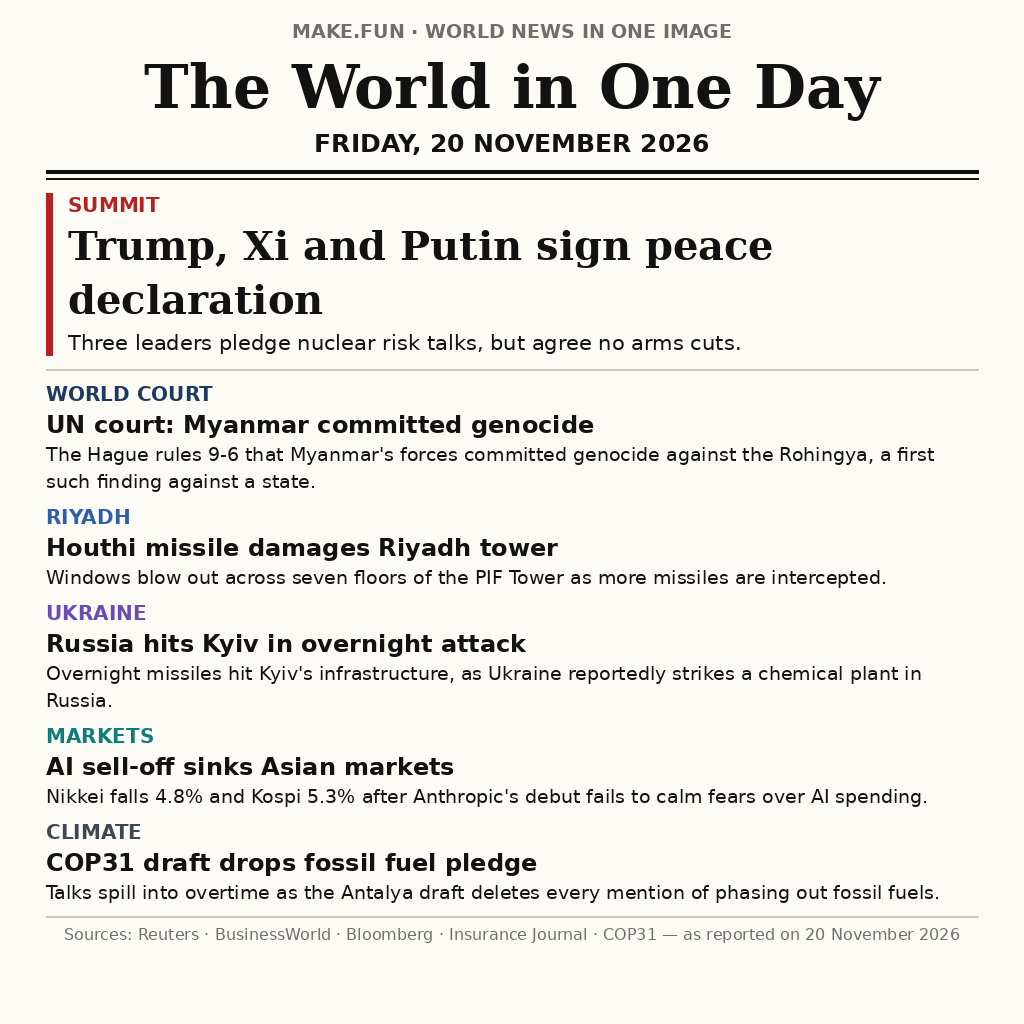 MAKE.FUN · WORLD NEWS IN ONE IMAGE
The World in One Day
FRIDAY, 20 NOVEMBER 2026
SUMMIT
Trump, Xi and Putin sign peace
declaration
Three leaders pledge nuclear risk talks, but agree no arms cuts.
WORLD COURT
UN court: Myanmar committed genocide
The Hague rules 9-6 that Myanmar's forces committed genocide against the Rohingya, a first
such finding against a state.
RIYADH
Houthi missile damages Riyadh tower
Windows blow out across seven floors of the PIF Tower as more missiles are intercepted.
UKRAINE
Russia hits Kyiv in overnight attack
Overnight missiles hit Kyiv's infrastructure, as Ukraine reportedly strikes a chemical plant in
Russia.
MARKETS
AI sell-off sinks Asian markets
Nikkei falls 4.8% and Kospi 5.3% after Anthropic's debut fails to calm fears over AI spending.
CLIMATE
COP31 draft drops fossil fuel pledge
Talks spill into overtime as the Antalya draft deletes every mention of phasing out fossil fuels.
Sources: Reuters · BusinessWorld · Bloomberg · Insurance Journal · COP31 — as reported on 20 November 2026